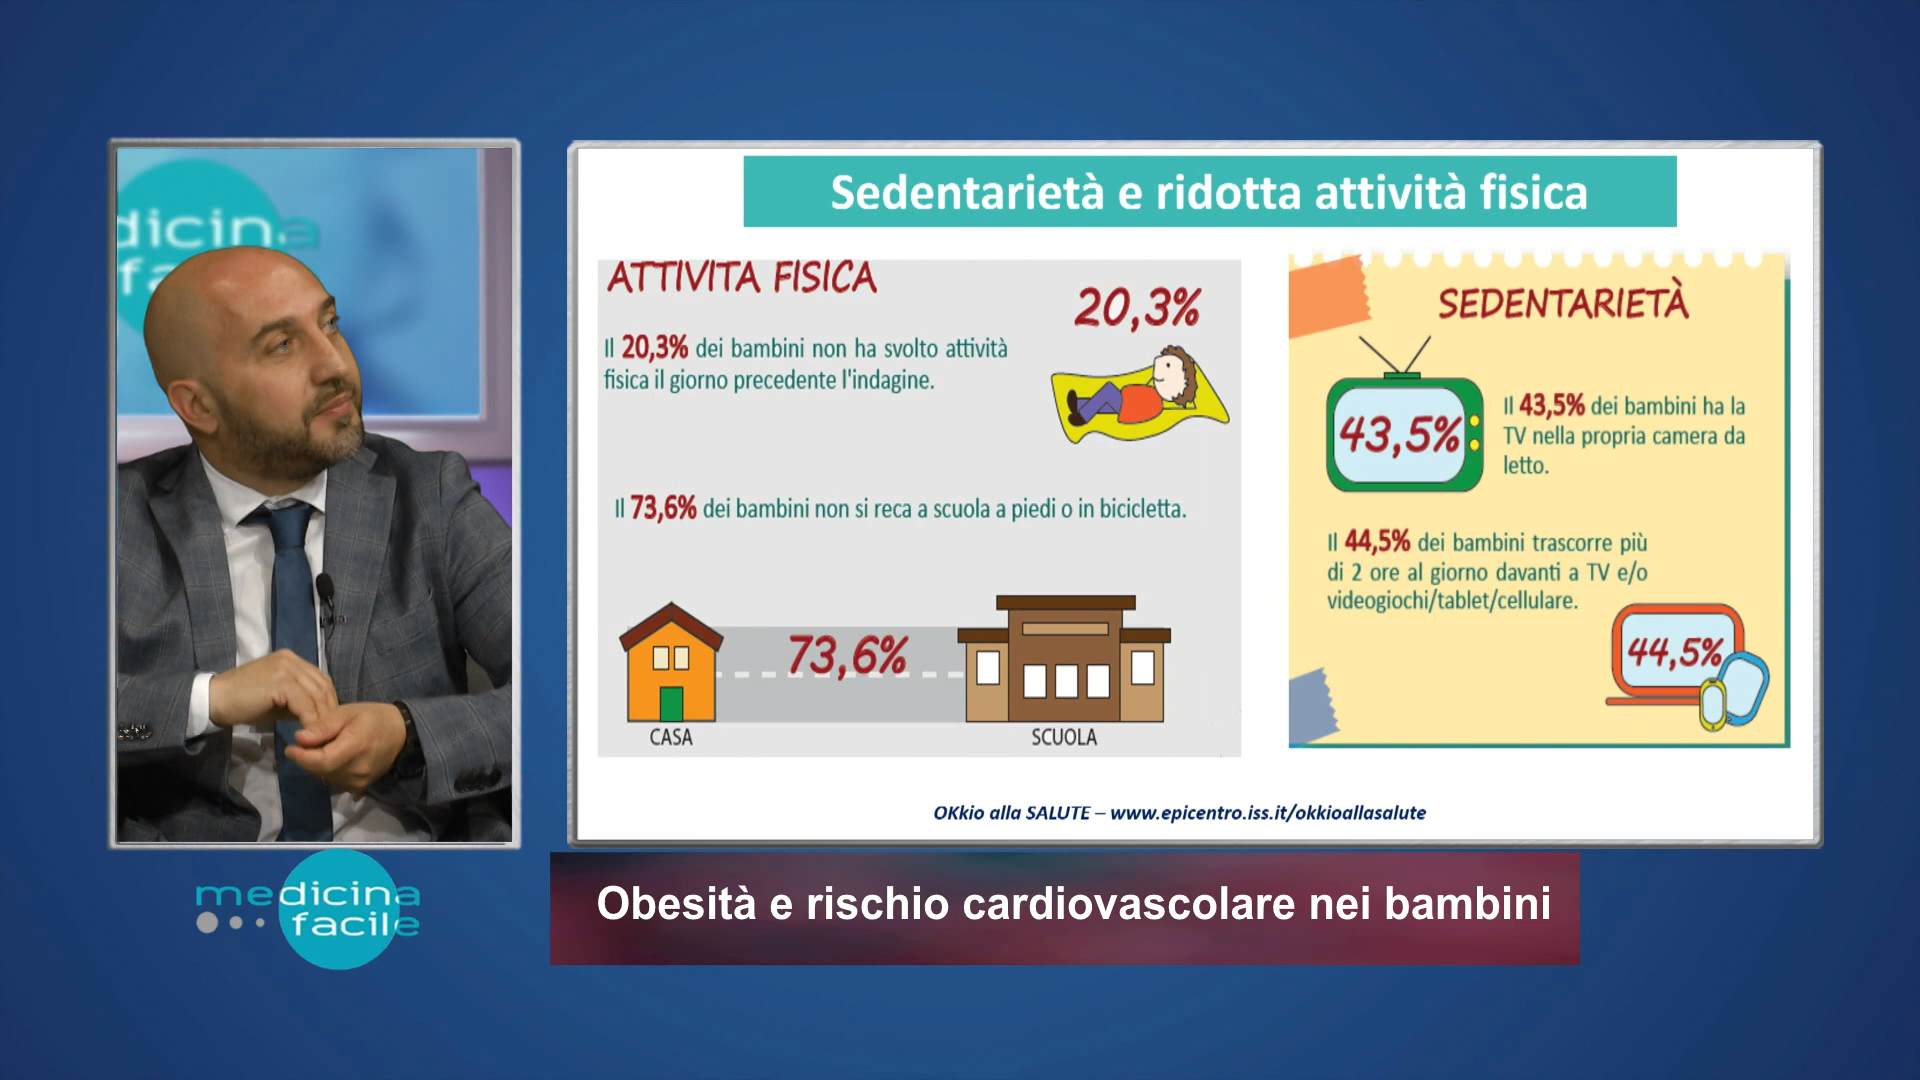 dicina
fa
Sedentarietà e ridotta attività fisica
ATTIVITA FISICA
20,3%
Il 20,3% dei bambini non ha svolto attività
fisica il giorno precedente l'indagine.
Il 73,6% dei bambini non si reca a scuola a piedi o in bicicletta.
73,6%
CASA
SCUOLA
SEDENTARIETÀ
43,5%
Il 43,5% dei bambini ha la
TV nella propria camera da
letto.
Il 44,5% dei bambini trascorre più
di 2 ore al giorno davanti a TV e/o
videogiochi/tablet/cellulare.
44,5%
OKkio alla SALUTE – www.epicentro.iss.it/okkioallasalute
medicina
facile
Obesità e rischio cardiovascolare nei bambini